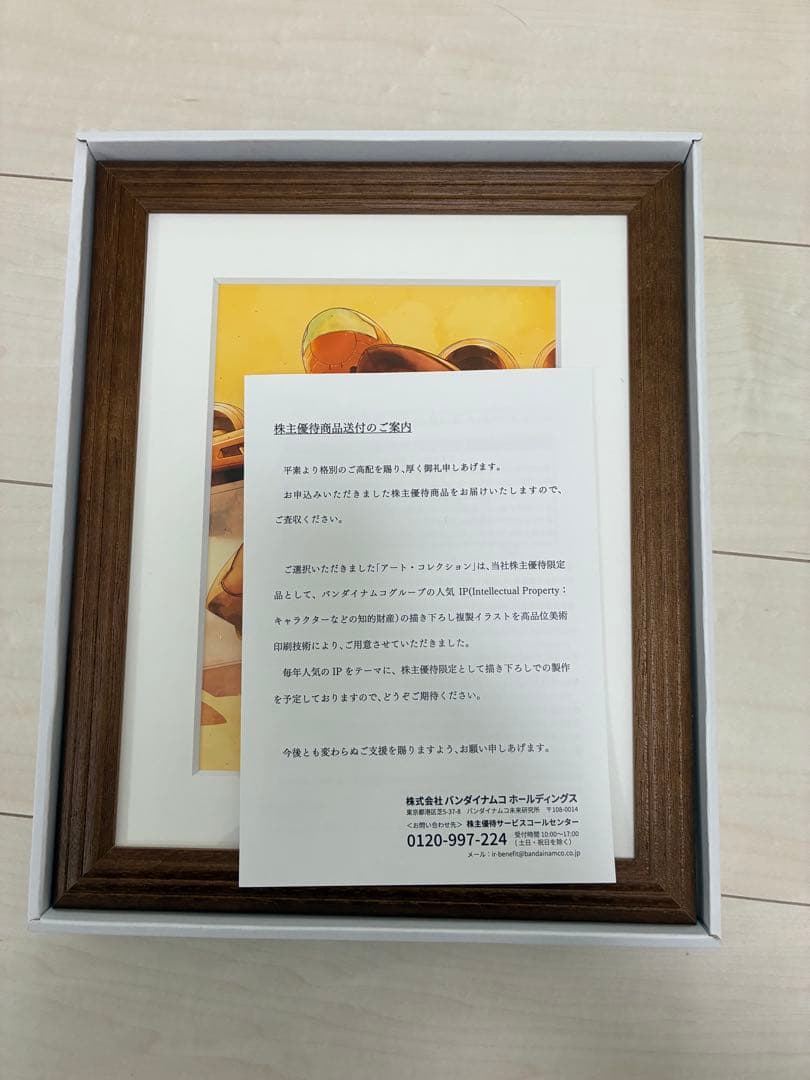 株主優待商品送付のご案内
平素より格別のご高配を賜り、厚く御礼申しあげます。
お申込みいただきました株主優待商品をお届けいたしますので、
ご査収ください。
ご選択いただきました「アート・コレクション」は、当社株主優待限定
品として、バンダイナムコグループの人気 IP(Intellectual Property：
キャラクターなどの知的財産)の描き下ろし複製イラストを高品位美術
印刷技術により、ご用意させていただきました。
毎年人気の IP をテーマに、株主優待限定として描き下ろしでの製作
を予定しておりますので、どうぞご期待ください。
今後とも変わらぬご支援を賜りますよう、お願い申しあげます。
株式会社 バンダイナムコ ホールディングス
東京都港区芝5-37-8 バンダイナムコ未来研究所 〒108-0014
＜お問い合わせ先＞ 株主優待サービスコールセンター
0120-997-224 受付時間 10:00～17:00
(土日・祝日を除く)
メール：ir-benefit@bandainamco.co.jp